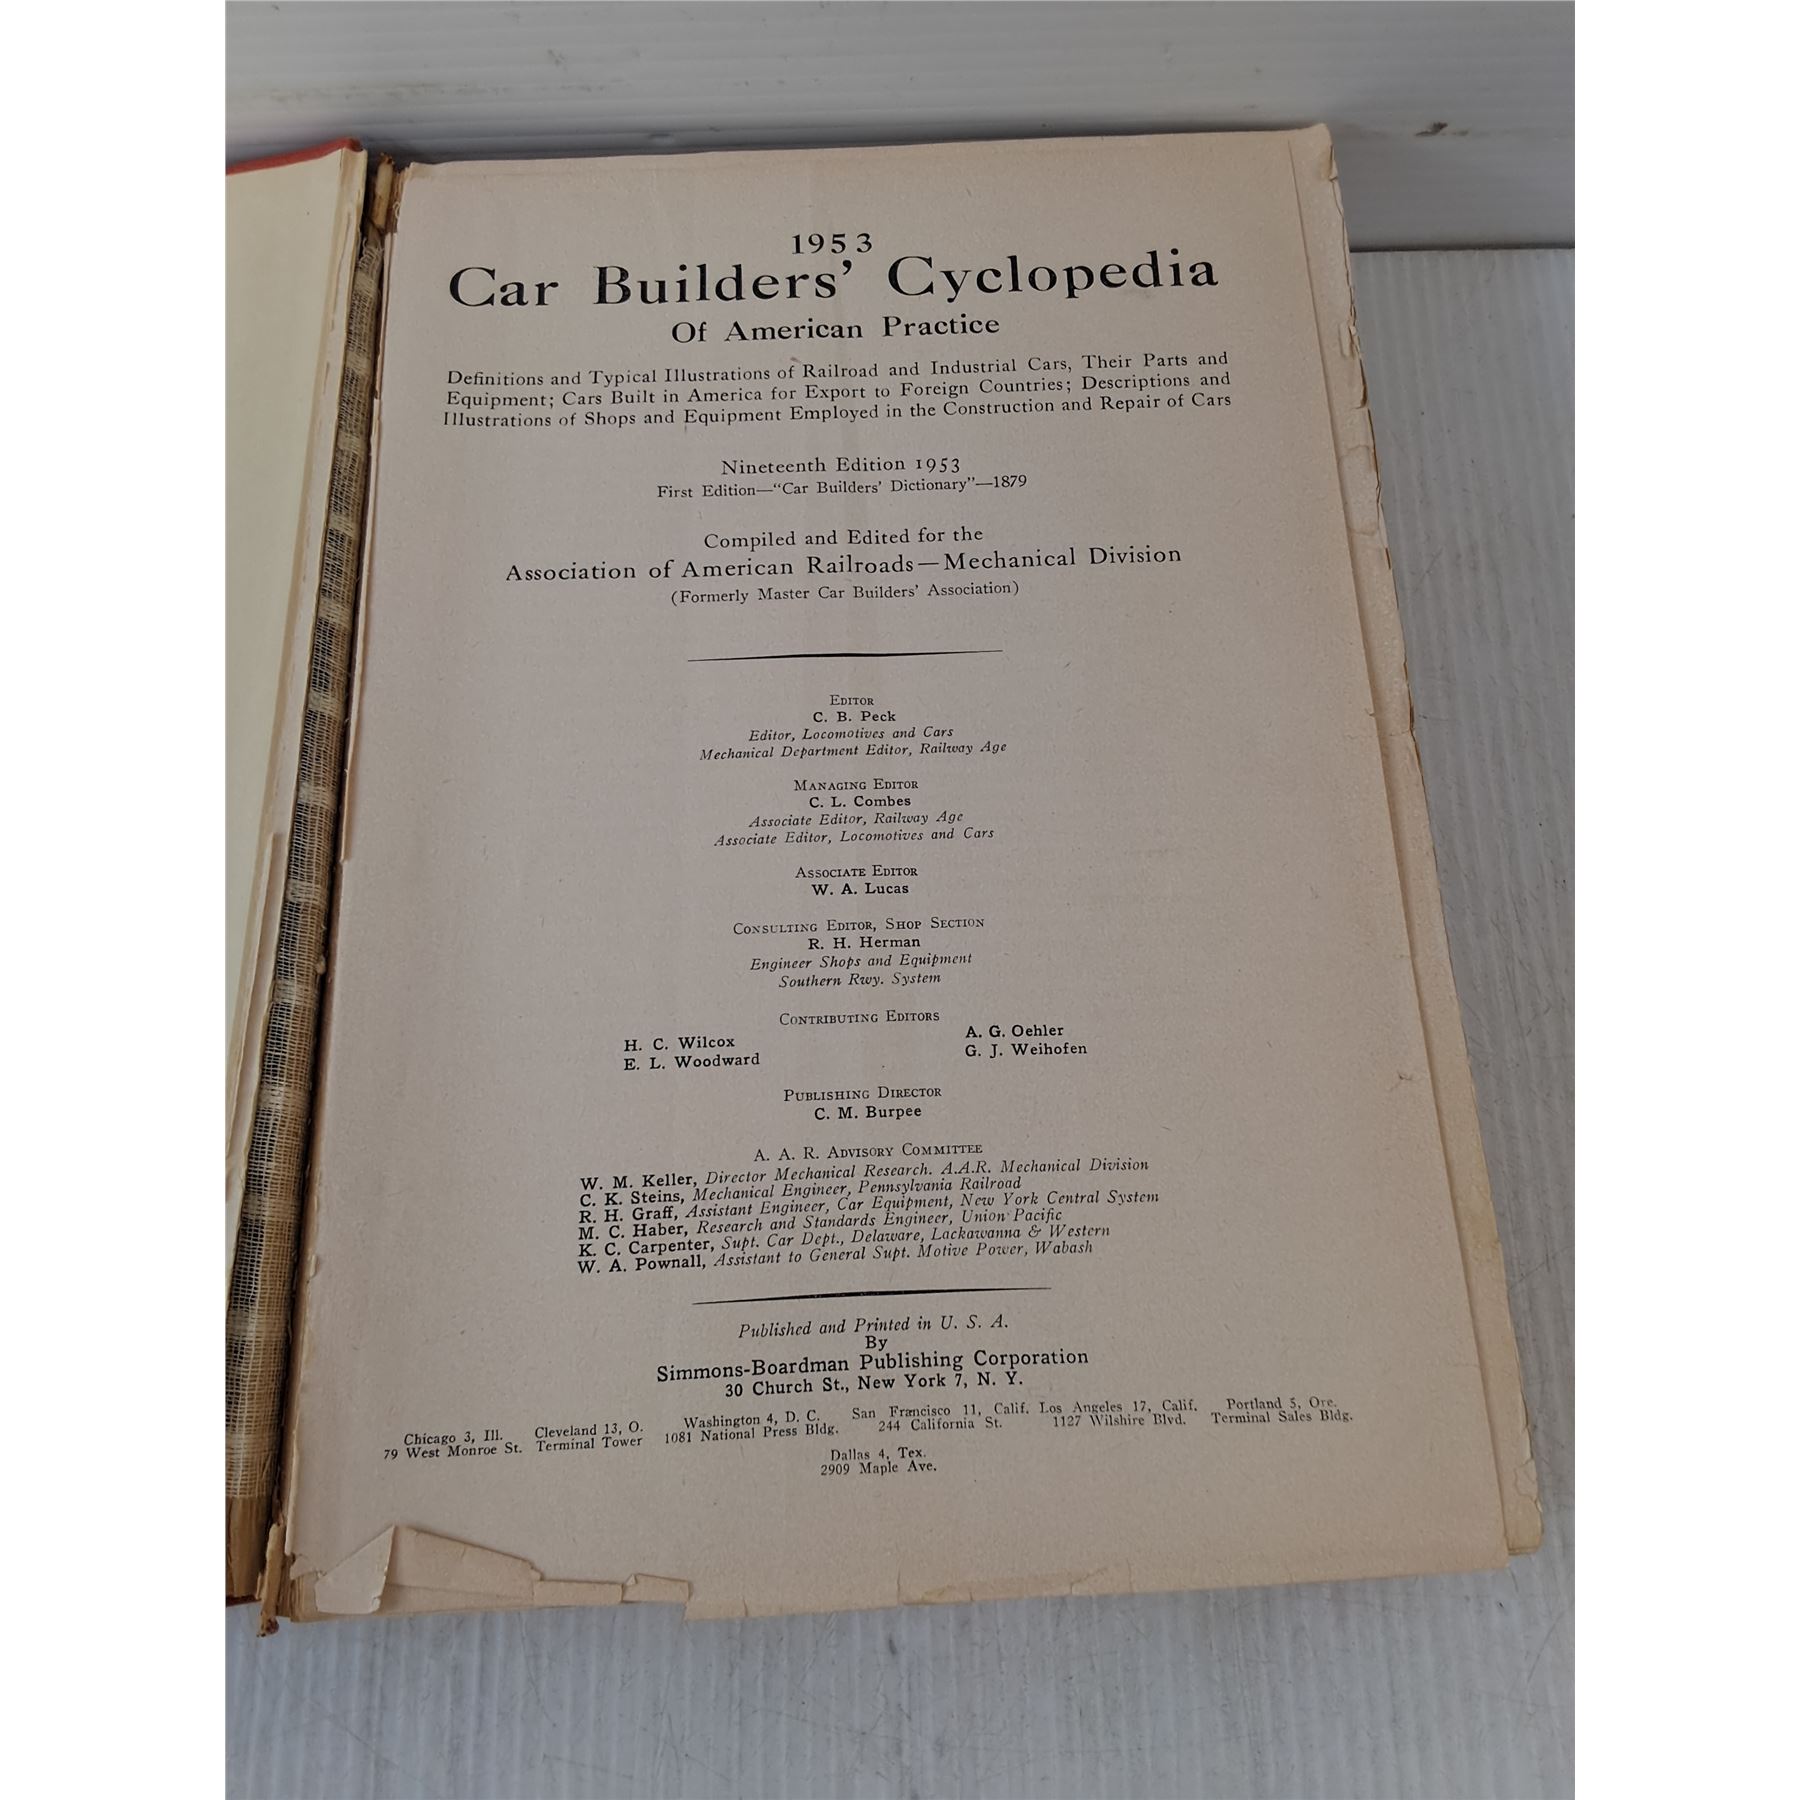 1953
Car Builders' Cyclopedia
Of American Practice
Definitions and Typical Illustrations of Railroad and Industrial Cars, Their Parts and
Equipment; Cars Built in America for Export to Foreign Countries; Descriptions and
Illustrations of Shops and Equipment Employed in the Construction and Repair of Cars
Nineteenth Edition 1953
First Edition—“Car Builders' Dictionary”—1879
Compiled and Edited for the
Association of American Railroads—Mechanical Division
(Formerly Master Car Builders' Association)
Editor
C. B. Peck
Editor, Locomotives and Cars
Mechanical Department Editor, Railway Age
Managing Editor
C. L. Combes
Associate Editor, Railway Age
Associate Editor, Locomotives and Cars
Associate Editor
W. A. Lucas
Consulting Editor, Shop Section
R. H. Herman
Engineer Shops and Equipment
Southern Rwy. System
Contributing Editors
H. C. Wilcox A. G. Oehler
E. L. Woodward G. J. Weihofen
Publishing Director
C. M. Burpee
A. A. R. Advisory Committee
W. M. Keller, Director Mechanical Research. A.A.R. Mechanical Division
C. K. Steins, Mechanical Engineer, Pennsylvania Railroad
R. H. Graff, Assistant Engineer, Car Equipment, New York Central System
M. C. Haber, Research and Standards Engineer, Union Pacific
K. C. Carpenter, Supt. Car Dept., Delaware, Lackawanna & Western
W. A. Pownall, Assistant to General Supt. Motive Power, Wabash
Published and Printed in U. S. A.
By
Simmons-Boardman Publishing Corporation
30 Church St., New York 7, N. Y.
Chicago 3, Ill. Cleveland 13, O. Washington 4, D. C. San Francisco 11, Calif. Los Angeles 17, Calif. Portland 5, Ore.
79 West Monroe St. Terminal Tower 1081 National Press Bldg. 244 California St. 1127 Wilshire Blvd. Terminal Sales Bldg.
Dallas 4, Tex.
2909 Maple Ave.